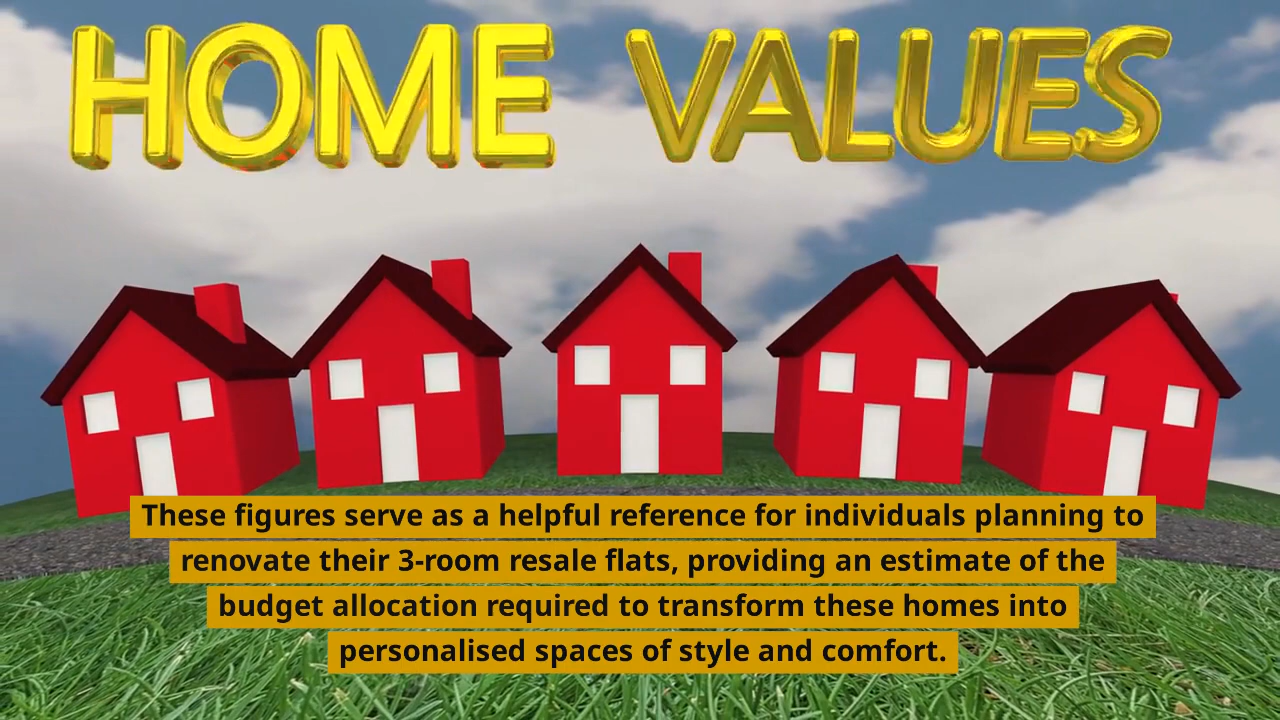 HOME VALUES
These figures serve as a helpful reference for individuals planning to
renovate their 3-room resale flats, providing an estimate of the
budget allocation required to transform these homes into
personalised spaces of style and comfort.